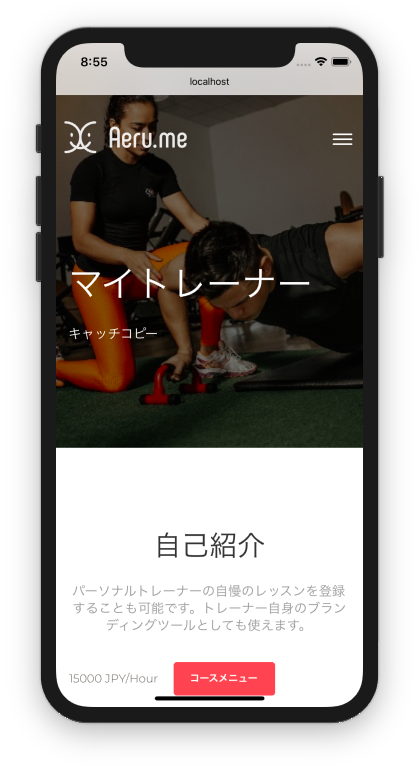 8:55
localhost
Aeru.me
マイトレーナー
キャッチコピー
自己紹介
パーソナルトレーナーの自慢のレッスンを登録
することも可能です。トレーナー自身のブラン
ディングツールとしても使えます。
15000 JPY/Hour コースメニュー